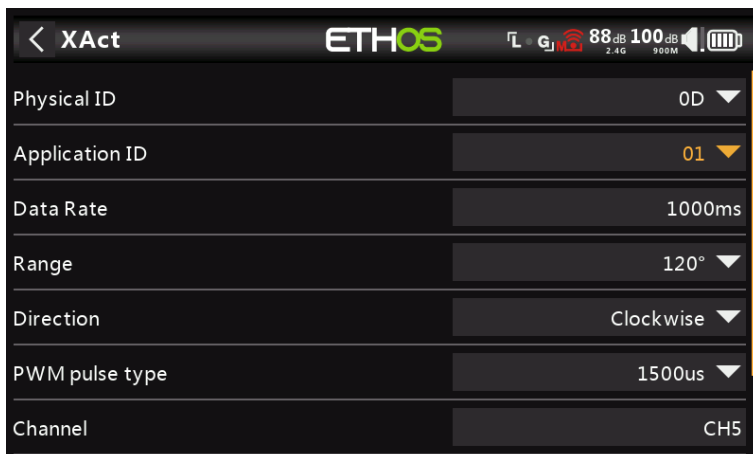 XAct ETHOS L G M 88dB 2.4G 100dB 900M
Physical ID 0D
Application ID 01
Data Rate 1000ms
Range 120°
Direction Clockwise
PWM pulse type 1500us
Channel CH5